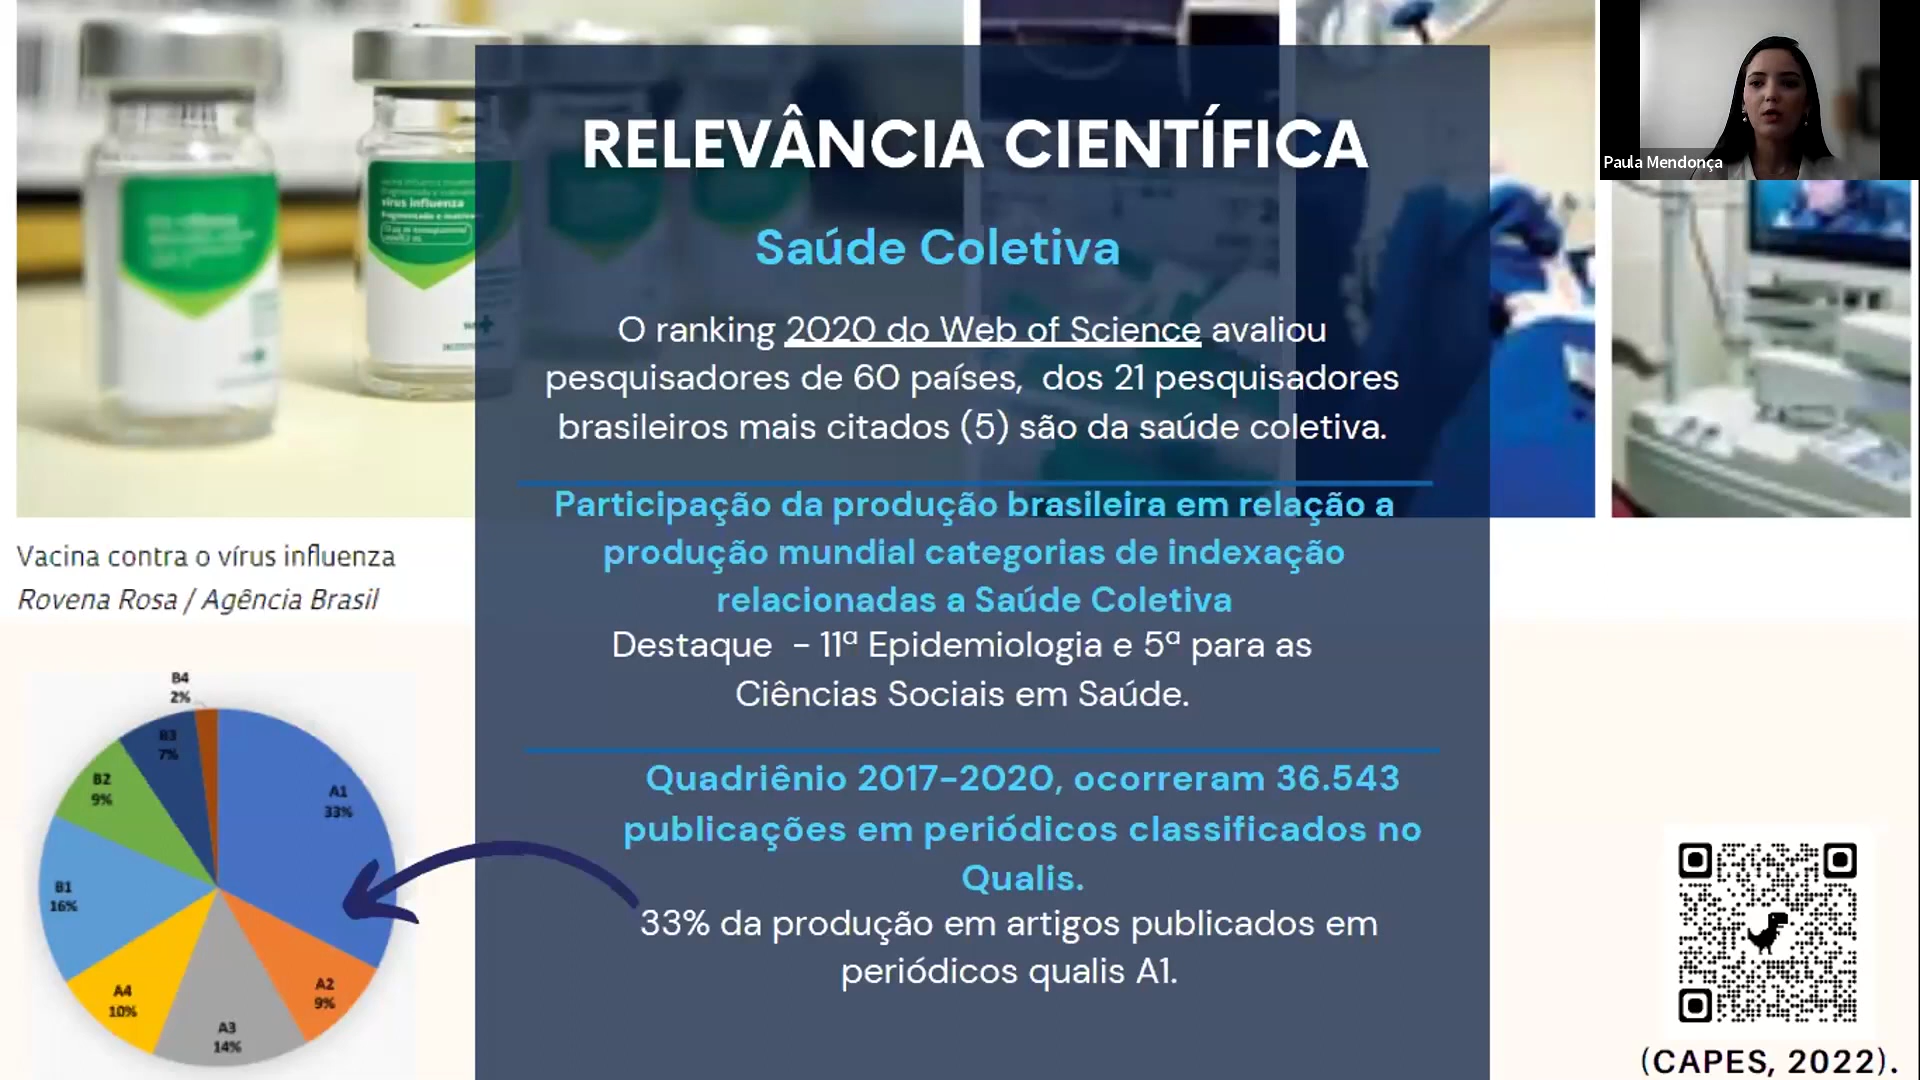 RELEVÂNCIA CIENTÍFICA
Saúde Coletiva
O ranking 2020 do Web of Science avaliou
pesquisadores de 60 países, dos 21 pesquisadores
brasileiros mais citados (5) são da saúde coletiva.
Participação da produção brasileira em relação a
produção mundial categorias de indexação
relacionadas a Saúde Coletiva
Destaque - 11ª Epidemiologia e 5ª para as
Ciências Sociais em Saúde.
Quadriênio 2017-2020, ocorreram 36.543
publicações em periódicos classificados no
Qualis.
33% da produção em artigos publicados em
periódicos qualis A1.
Paula Mendonça
vírus influenza
Vacina contra o vírus influenza
Rovena Rosa / Agência Brasil
B4
2%
B3
7%
B2
9%
A1
33%
B1
16%
A4
10%
A3
14%
A2
9%
(CAPES, 2022).